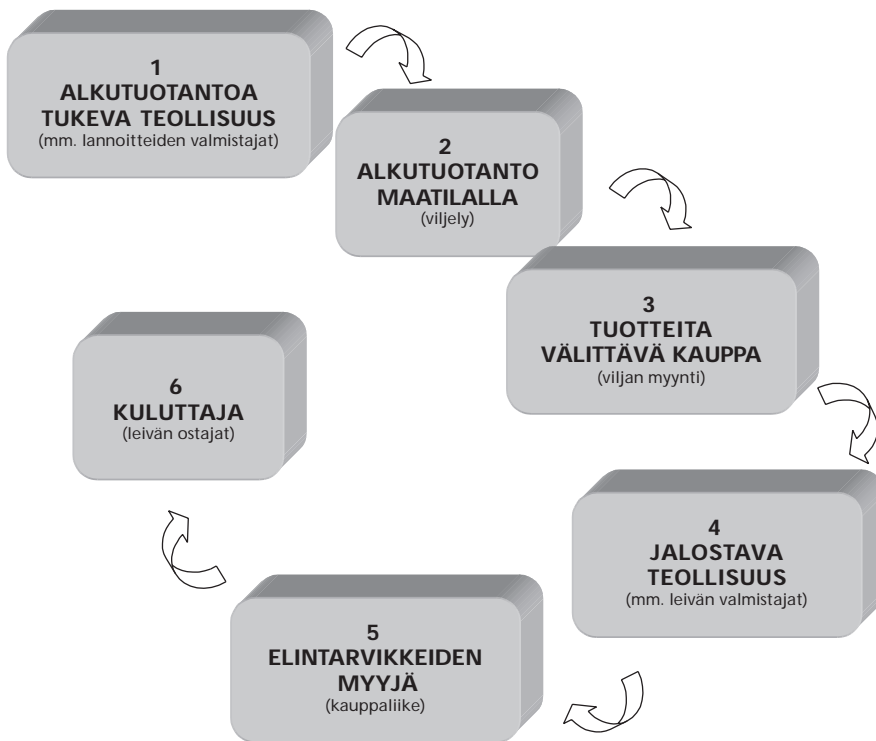 1
ALKUTUOTANTOA
TUKEVA TEOLLISUUS
(mm. lannoitteiden valmistajat)
2
ALKUTUOTANTO
MAATILALLA
(viljely)
3
TUOTTEITA
VÄLITTÄVÄ KAUPPA
(viljan myynti)
4
JALOSTAVA
TEOLLISUUS
(mm. leivän valmistajat)
5
ELINTARVIKKEIDEN
MYYJÄ
(kauppaliike)
6
KULUTTAJA
(leivän ostajat)